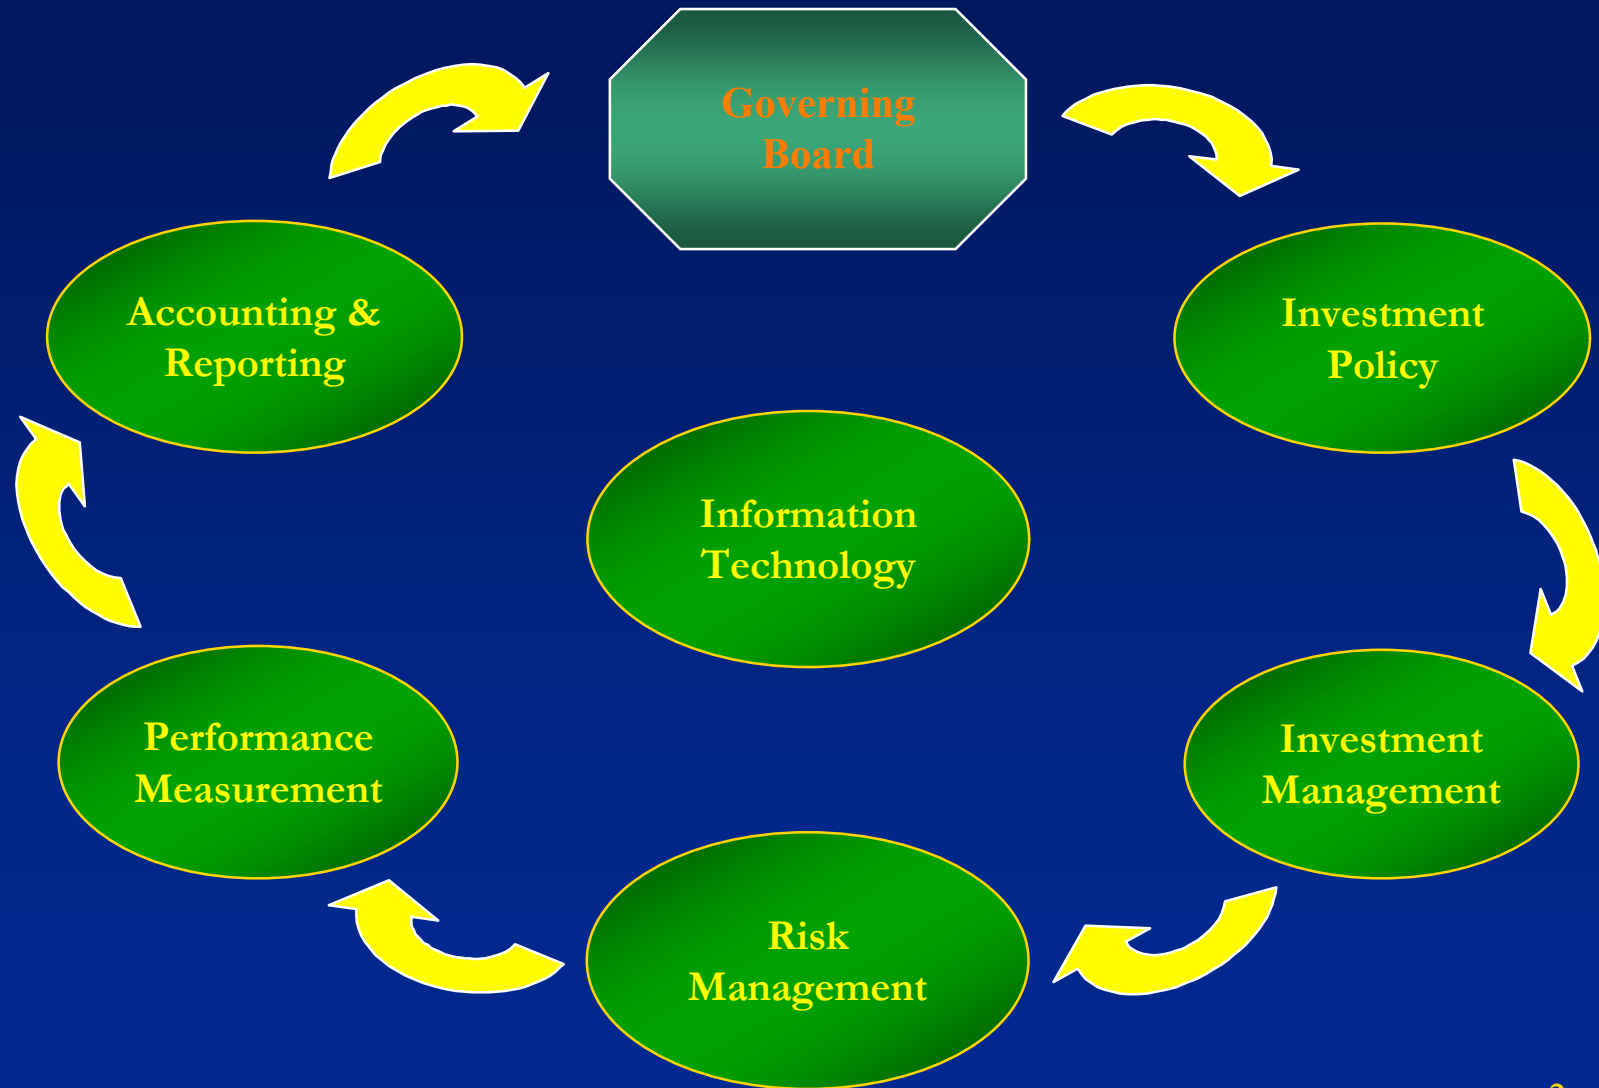 Governing
Board
Accounting &
Reporting
Investment
Policy
Information
Technology
Performance
Measurement
Investment
Management
Risk
Management